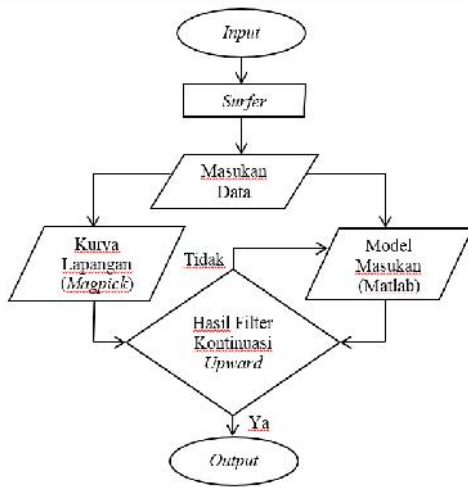 Input
Surfer
Masukan
Data
Kurva
Lapangan
(Magpick)
Tidak
Model
Masukan
(Matlab)
Hasil Filter
Kontinuasi
Upward
Ya
Output